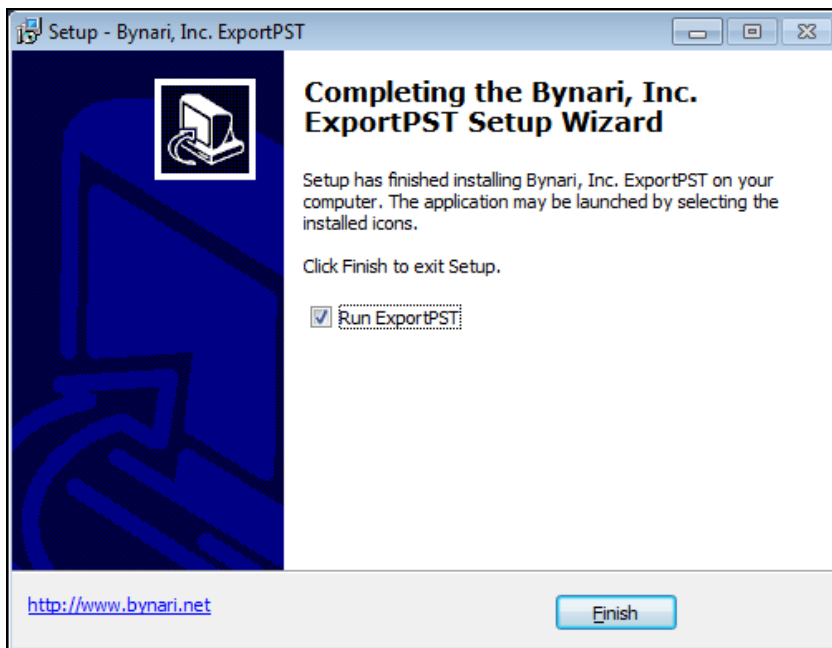 Setup - Bynari, Inc. ExportPST
Completing the Bynari, Inc.
ExportPST Setup Wizard
Setup has finished installing Bynari, Inc. ExportPST on your
computer. The application may be launched by selecting the
installed icons.
Click Finish to exit Setup.
Run ExportPST
http://www.bynari.net
Finish